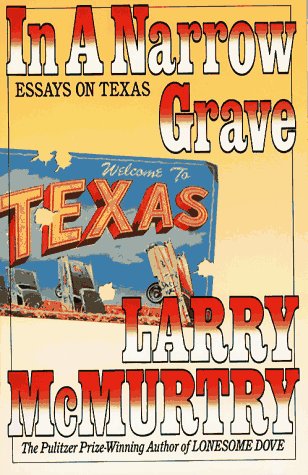 In A Narrow
ESSAYS ON TEXAS
Grave
Welcome To
TEXAS
LARRY
McMURTRY
The Pulitzer Prize-Winning Author of LONESOME DOVE